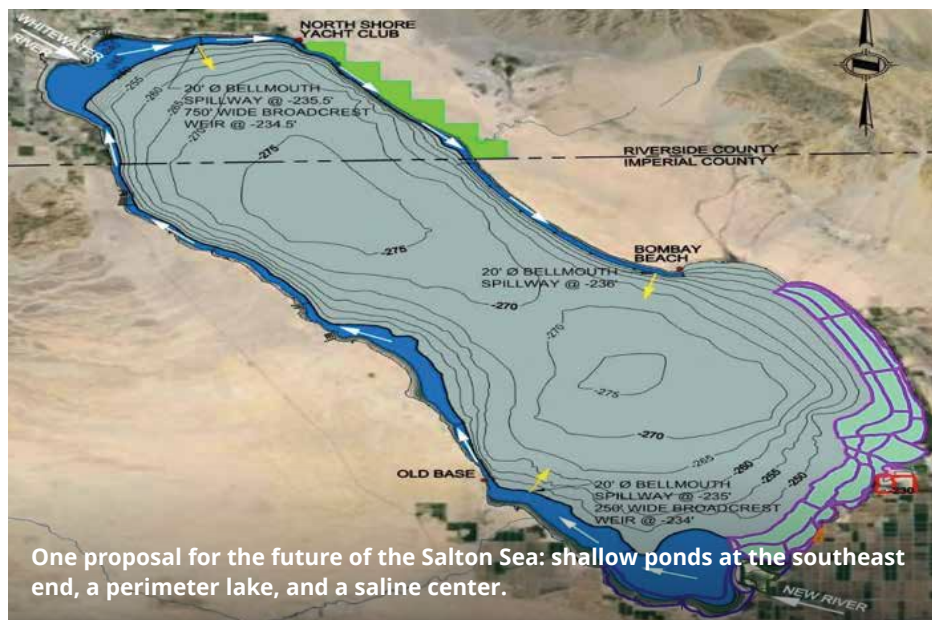 WHITEWATER
RIVER
NORTH SHORE
YACHT CLUB
-255
-260
-265
-270
20' Ø BELLMOUTH
SPILLWAY @ -235.5'
750' WIDE BROADCREST
WEIR @ -234.5'
-275
RIVERSIDE COUNTY
IMPERIAL COUNTY
-275
BOMBAY
BEACH
20' Ø BELLMOUTH
SPILLWAY @ -236'
-270
-270
-275
-270
-265
-260
-255
-250
OLD BASE
20' Ø BELLMOUTH
SPILLWAY @ -235'
250' WIDE BROADCREST
WEIR @ -234'
-230
One proposal for the future of the Salton Sea: shallow ponds at the southeast
end, a perimeter lake, and a saline center.
NEW RIVER